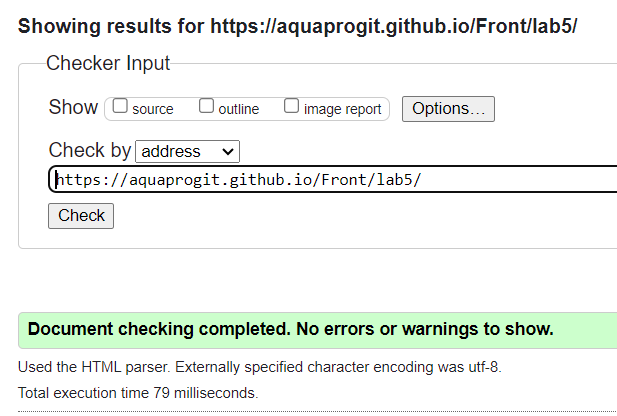 Showing results for https://aquaprogit.github.io/Front/lab5/
Checker Input
Show source outline image report Options...
Check by address
https://aquaprogit.github.io/Front/lab5/
Check
Document checking completed. No errors or warnings to show.
Used the HTML parser. Externally specified character encoding was utf-8.
Total execution time 79 milliseconds.